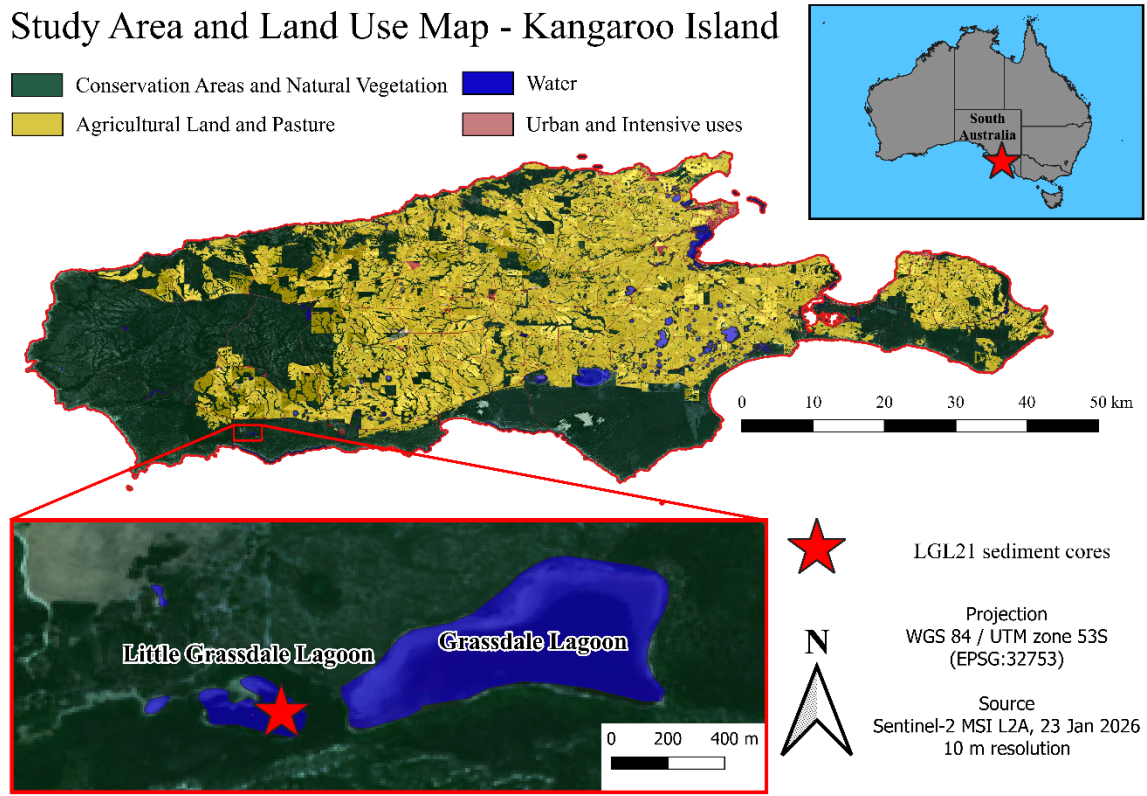 Study Area and Land Use Map - Kangaroo Island
Conservation Areas and Natural Vegetation
Water
Agricultural Land and Pasture
Urban and Intensive uses
South
Australia
0 10 20 30 40 50 km
Little Grassdale Lagoon
Grassdale Lagoon
0 200 400 m
LGL21 sediment cores
N
Projection
WGS 84 / UTM zone 53S
(EPSG:32753)
Source
Sentinel-2 MSI L2A, 23 Jan 2026
10 m resolution